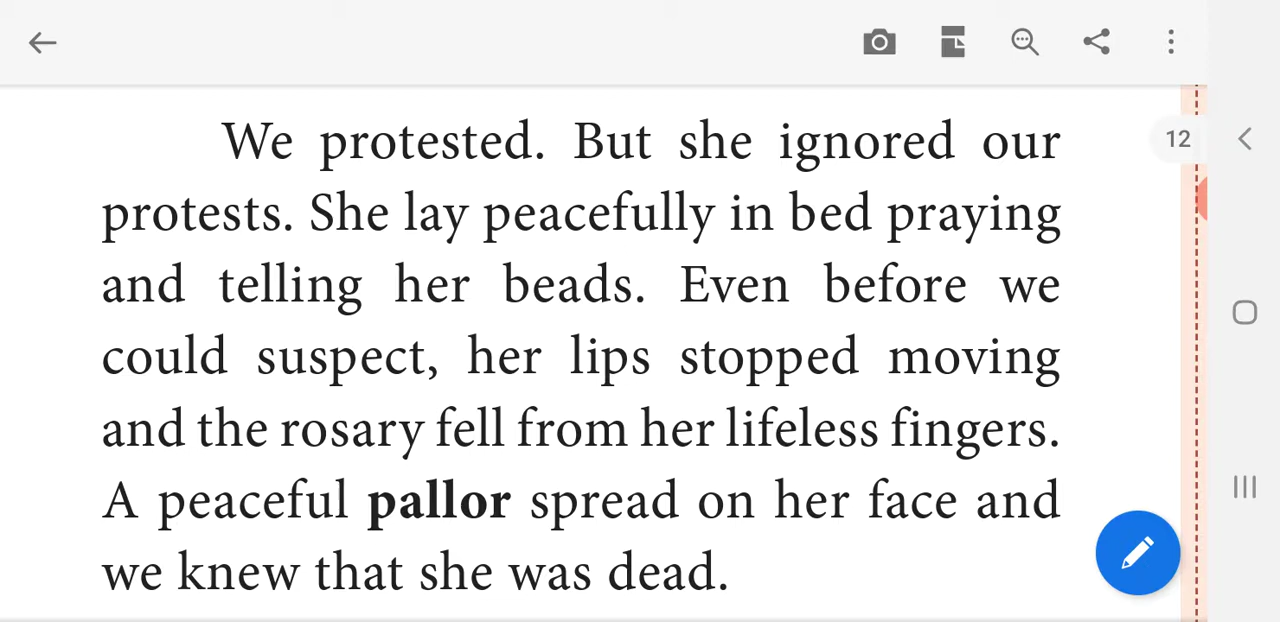 12
We protested. But she ignored our
protests. She lay peacefully in bed praying
and telling her beads. Even before we
could suspect, her lips stopped moving
and the rosary fell from her lifeless fingers.
A peaceful pallor spread on her face and
we knew that she was dead.